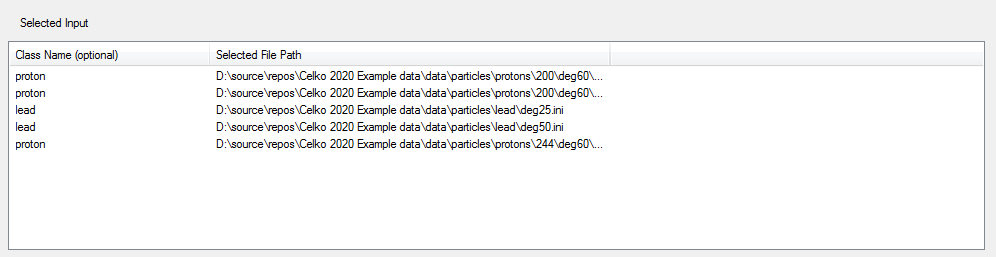 Selected Input
Class Name (optional) Selected File Path
proton D:\source\repos\Celko 2020 Example data\data\particles\protons\200\deg60\...
proton D:\source\repos\Celko 2020 Example data\data\particles\protons\200\deg60\...
lead D:\source\repos\Celko 2020 Example data\data\particles\lead\deg25.ini
lead D:\source\repos\Celko 2020 Example data\data\particles\lead\deg50.ini
proton D:\source\repos\Celko 2020 Example data\data\particles\protons\244\deg60\...